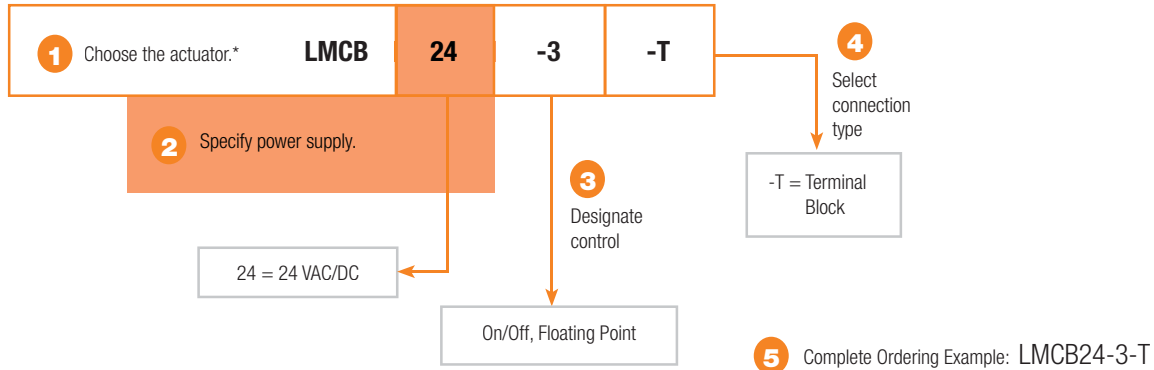 1 Choose the actuator.* LMCB 24 -3 -T
2 Specify power supply.
24 = 24 VAC/DC
3
Designate
control
On/Off, Floating Point
4
Select
connection
type
-T = Terminal
Block
5 Complete Ordering Example: LMCB24-3-T